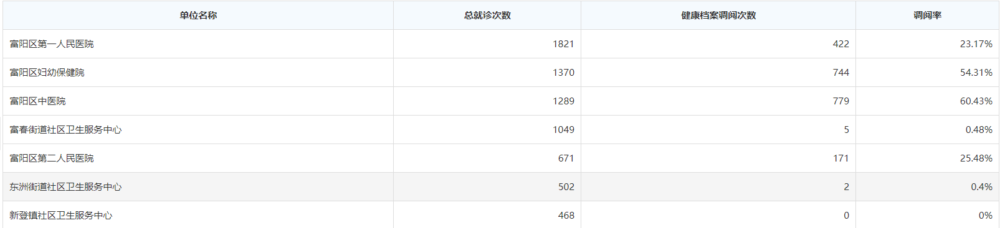 单位名称 总就诊次数 健康档案调阅次数 调阅率
富阳区第一人民医院 1821 422 23.17%
富阳区妇幼保健院 1370 744 54.31%
富阳区中医院 1289 779 60.43%
富春街道社区卫生服务中心 1049 5 0.48%
富阳区第二人民医院 671 171 25.48%
东洲街道社区卫生服务中心 502 2 0.4%
新登镇社区卫生服务中心 468 0 0%